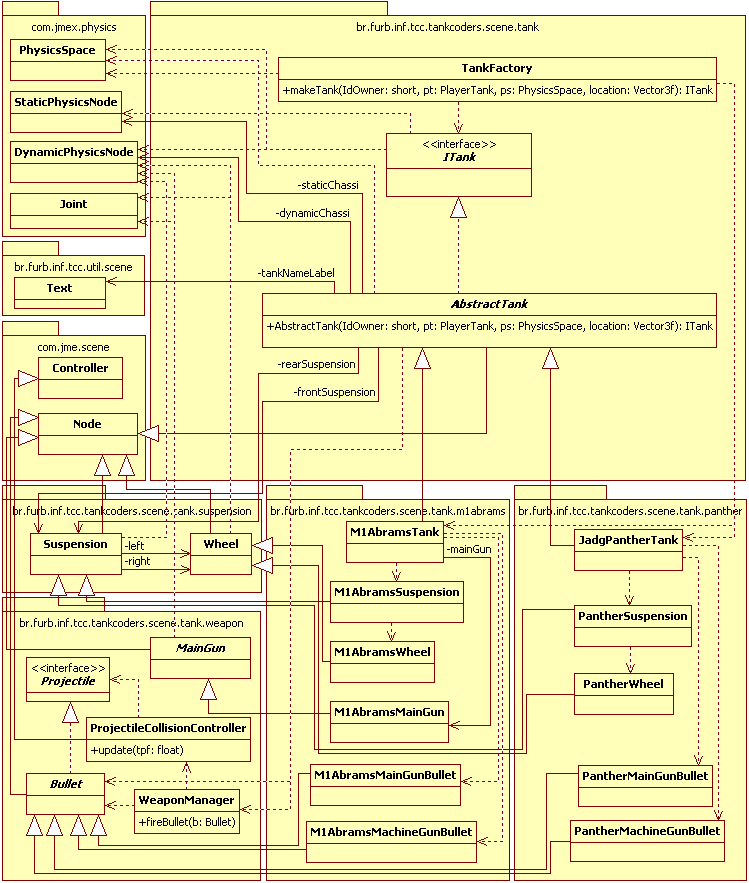 com.jmex.physics
PhysicsSpace
StaticPhysicsNode
DynamicPhysicsNode
Joint
br.furb.inf.tcc.tankcoders.scene.tank
TankFactory
+makeTank(IdOwner: short, pt: PlayerTank, ps: PhysicsSpace, location: Vector3f): ITank
<<interface>>
ITank
-staticChassi
-dynamicChassi
-tankNameLabel
AbstractTank
+AbstractTank(IdOwner: short, pt: PlayerTank, ps: PhysicsSpace, location: Vector3f): ITank
-rearSuspension
-frontSuspension
br.furb.inf.tcc.util.scene
Text
com.jme.scene
Controller
Node
br.furb.inf.tcc.tankcoders.scene.tank.suspension
Suspension
-left
-right
Wheel
br.furb.inf.tcc.tankcoders.scene.tank.m1abrams
M1AbramsTank
-mainGun
M1AbramsSuspension
M1AbramsWheel
M1AbramsMainGun
M1AbramsMainGunBullet
M1AbramsMachineGunBullet
br.furb.inf.tcc.tankcoders.scene.tank.panther
JadgPantherTank
PantherSuspension
PantherWheel
PantherMainGunBullet
PantherMachineGunBullet
br.furb.inf.tcc.tankcoders.scene.tank.weapon
MainGun
<<interface>>
Projectile
ProjectileCollisionController
+update(tpf: float)
Bullet
WeaponManager
+fireBullet(b: Bullet)